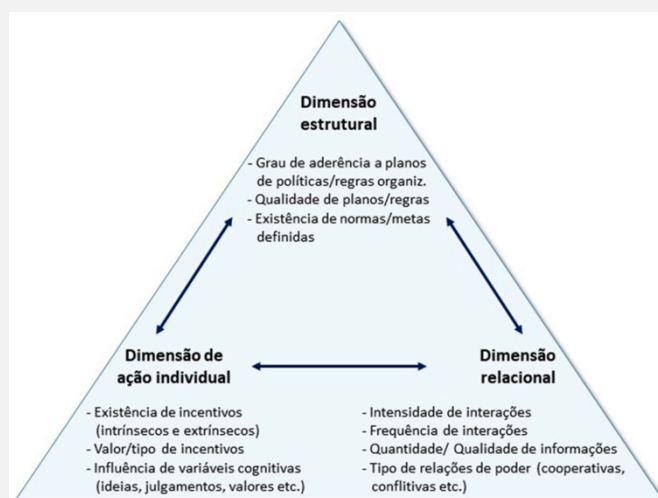 Dimensão
estrutural
- Grau de aderência a planos
de políticas/regras organiz.
- Qualidade de planos/regras
- Existência de normas/metas
definidas
Dimensão de
ação individual
- Existência de incentivos
(intrínsecos e extrínsecos)
- Valor/tipo de incentivos
- Influência de variáveis cognitivas
(ideias, julgamentos, valores etc.)
Dimensão
relacional
- Intensidade de interações
- Frequência de interações
- Quantidade/ Qualidade de informações
- Tipo de relações de poder (cooperativas,
conflitivas etc.)